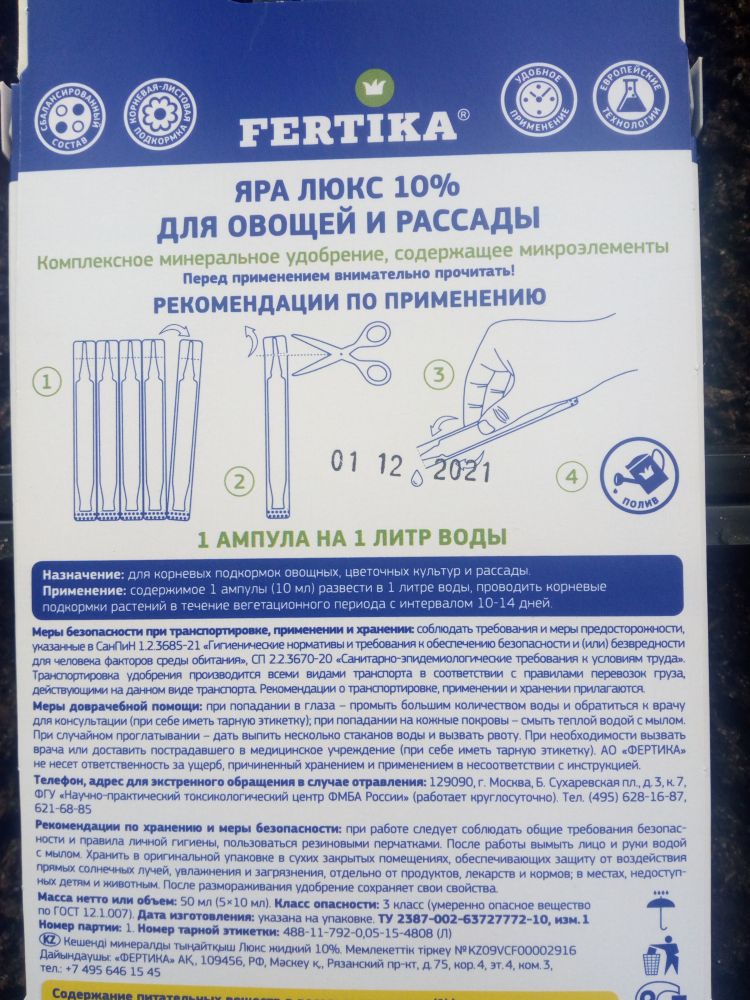 СБАЛАНСИРОВАННЫЙ СОСТАВ
КОРНЕВАЯ-ЛИСТОВАЯ ПОДКОРМКА
УДОБНОЕ ПРИМЕНЕНИЕ
ЕВРОПЕЙСКИЕ ТЕХНОЛОГИИ
FERTIKA®
ЯРА ЛЮКС 10%
ДЛЯ ОВОЩЕЙ И РАССАДЫ
Комплексное минеральное удобрение, содержащее микроэлементы
Перед применением внимательно прочитать!
РЕКОМЕНДАЦИИ ПО ПРИМЕНЕНИЮ
1
2
3
4
01 12 2021
ПОЛИВ
1 АМПУЛА НА 1 ЛИТР ВОДЫ
Назначение: для корневых подкормок овощных, цветочных культур и рассады.
Применение: содержимое 1 ампулы (10 мл) развести в 1 литре воды, проводить корневые
подкормки растений в течение вегетационного периода с интервалом 10-14 дней.
Меры безопасности при транспортировке, применении и хранении: соблюдать требования и меры предосторожности,
указанные в СанПиН 1.2.3685-21 «Гигиенические нормативы и требования к обеспечению безопасности и (или) безвредности
для человека факторов среды обитания», СП 2.2.3670-20 «Санитарно-эпидемиологические требования к условиям труда».
Транспортировка удобрения производится всеми видами транспорта в соответствии с правилами перевозок груза,
действующими на данном виде транспорта. Рекомендации о транспортировке, применении и хранении прилагаются.
Меры доврачебной помощи: при попадании в глаза – промыть большим количеством воды и обратиться к врачу
для консультации (при себе иметь тарную этикетку); при попадании на кожные покровы – смыть теплой водой с мылом.
При случайном проглатывании – дать выпить несколько стаканов воды и вызвать рвоту. При необходимости вызвать
врача или доставить пострадавшего в медицинское учреждение (при себе иметь тарную этикетку). АО «ФЕРТИКА»
не несет ответственность за ущерб, причиненный хранением и применением в несоответствии с инструкцией.
Телефон, адрес для экстренного обращения в случае отравления: 129090, г. Москва, Б. Сухаревская пл., д. 3, к. 7,
ФГУ «Научно-практический токсикологический центр ФМБА России» (работает круглосуточно). Тел. (495) 628-16-87,
621-68-85
Рекомендации по хранению и меры безопасности: при работе следует соблюдать общие требования безопас-
ности и правила личной гигиены, пользоваться резиновыми перчатками. После работы вымыть лицо и руки водой
с мылом. Хранить в оригинальной упаковке в сухих закрытых помещениях, обеспечивающих защиту от воздействия
прямых солнечных лучей, увлажнения и загрязнения, отдельно от продуктов, лекарств и кормов; в местах, недоступ-
ных детям и животным. После размораживания удобрение сохраняет свои свойства.
Масса нетто или объем: 50 мл (5×10 мл). Класс опасности: 3 класс (умеренно опасное вещество
по ГОСТ 12.1.007). Дата изготовления: указана на упаковке. ТУ 2387-002-63727772-10, изм. 1
Номер партии: 1. Номер тарной этикетки: 488-11-792-0,05-15-4808 (Л)
KZ Кешенді минералды тыңайтқыш Люкс жидкий 10%. Мемлекеттік тіркеу №KZ09VCF00002916
Дайындаушы: «ФЕРТИКА» АҚ, 109456, РФ, Мәскеу қ., Рязанский пр-кт, д. 75, кор. 4, эт. 4, ком. 3,
тел.: +7 495 646 15 45
Содержание питательных веществ в